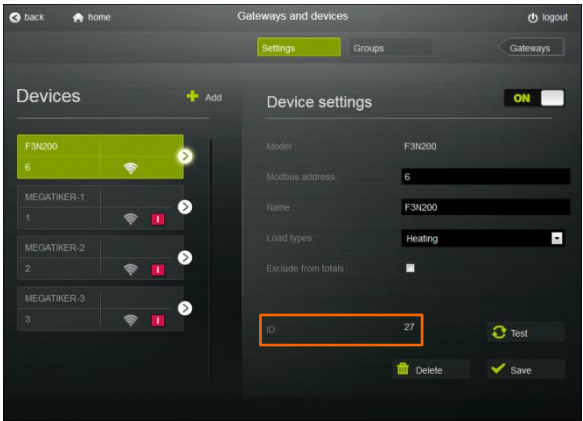 back home Gateways and devices logout
Settings Groups Gateways
Devices Add
F3N200
6
MEGATIKER-1
1 I
MEGATIKER-2
2 I
MEGATIKER-3
3 I
Device settings ON
Model : F3N200
Modbus address : 6
Name : F3N200
Load types: Heating
Exclude from totals
ID: 27
Test
Delete Save